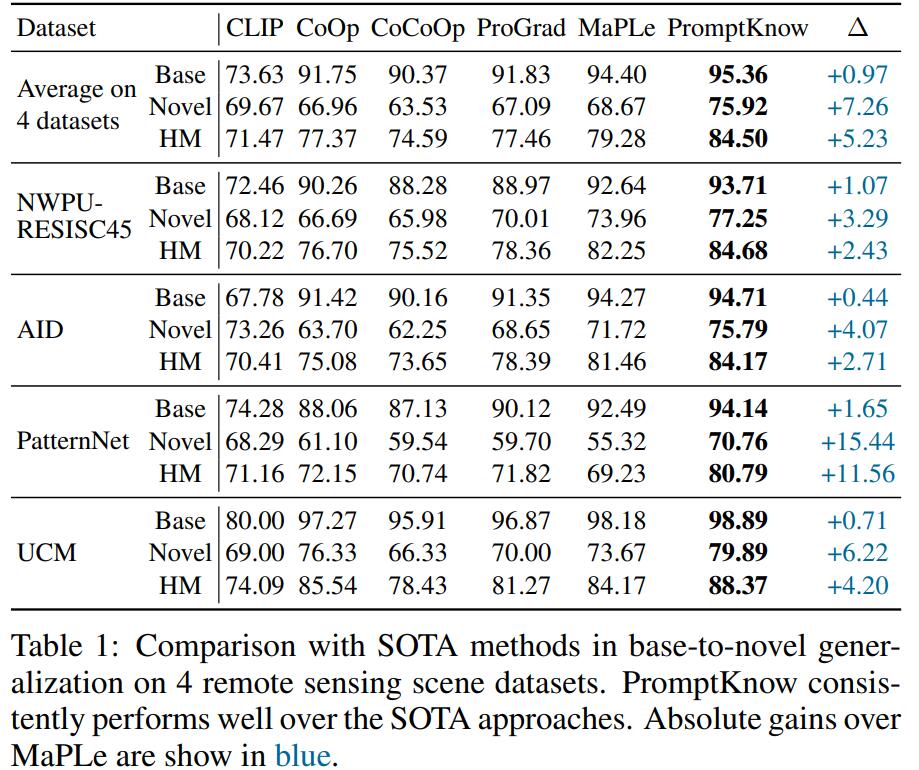 Dataset CLIP CoOp CoCoOp ProGrad MaPLe PromptKnow Δ
Average on 4 datasets Base 73.63 91.75 90.37 91.83 94.40 95.36 +0.97
Novel 69.67 66.96 63.53 67.09 68.67 75.92 +7.26
HM 71.47 77.37 74.59 77.46 79.28 84.50 +5.23
NWPU-RESISC45 Base 72.46 90.26 88.28 88.97 92.64 93.71 +1.07
Novel 68.12 66.69 65.98 70.01 73.96 77.25 +3.29
HM 70.22 76.70 75.52 78.36 82.25 84.68 +2.43
AID Base 67.78 91.42 90.16 91.35 94.27 94.71 +0.44
Novel 73.26 63.70 62.25 68.65 71.72 75.79 +4.07
HM 70.41 75.08 73.65 78.39 81.46 84.17 +2.71
PatternNet Base 74.28 88.06 87.13 90.12 92.49 94.14 +1.65
Novel 68.29 61.10 59.54 59.70 55.32 70.76 +15.44
HM 71.16 72.15 70.74 71.82 69.23 80.79 +11.56
UCM Base 80.00 97.27 95.91 96.87 98.18 98.89 +0.71
Novel 69.00 76.33 66.33 70.00 73.67 79.89 +6.22
HM 74.09 85.54 78.43 81.27 84.17 88.37 +4.20
Table 1: Comparison with SOTA methods in base-to-novel gener-
alization on 4 remote sensing scene datasets. PromptKnow consis-
tently performs well over the SOTA approaches. Absolute gains over
MaPLe are show in blue.